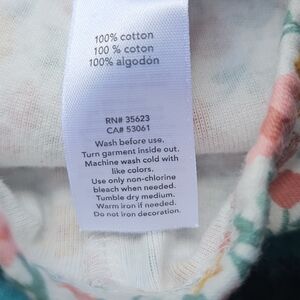 100% cotton
100 % coton
100% algodón
RN# 35623
CA# 53061
Wash before use.
Turn garment inside out.
Machine wash cold with
like colors.
Use only non-chlorine
bleach when needed.
Tumble dry medium.
Warm iron if needed.
Do not iron decoration.